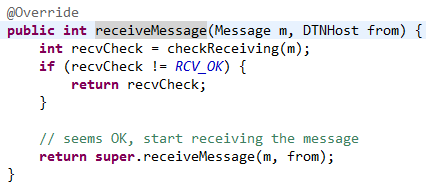 @Override
public int receiveMessage(Message m, DTNHost from) {
int recvCheck = checkReceiving(m);
if (recvCheck != RCV_OK) {
return recvCheck;
}
// seems OK, start receiving the message
return super.receiveMessage(m, from);
}